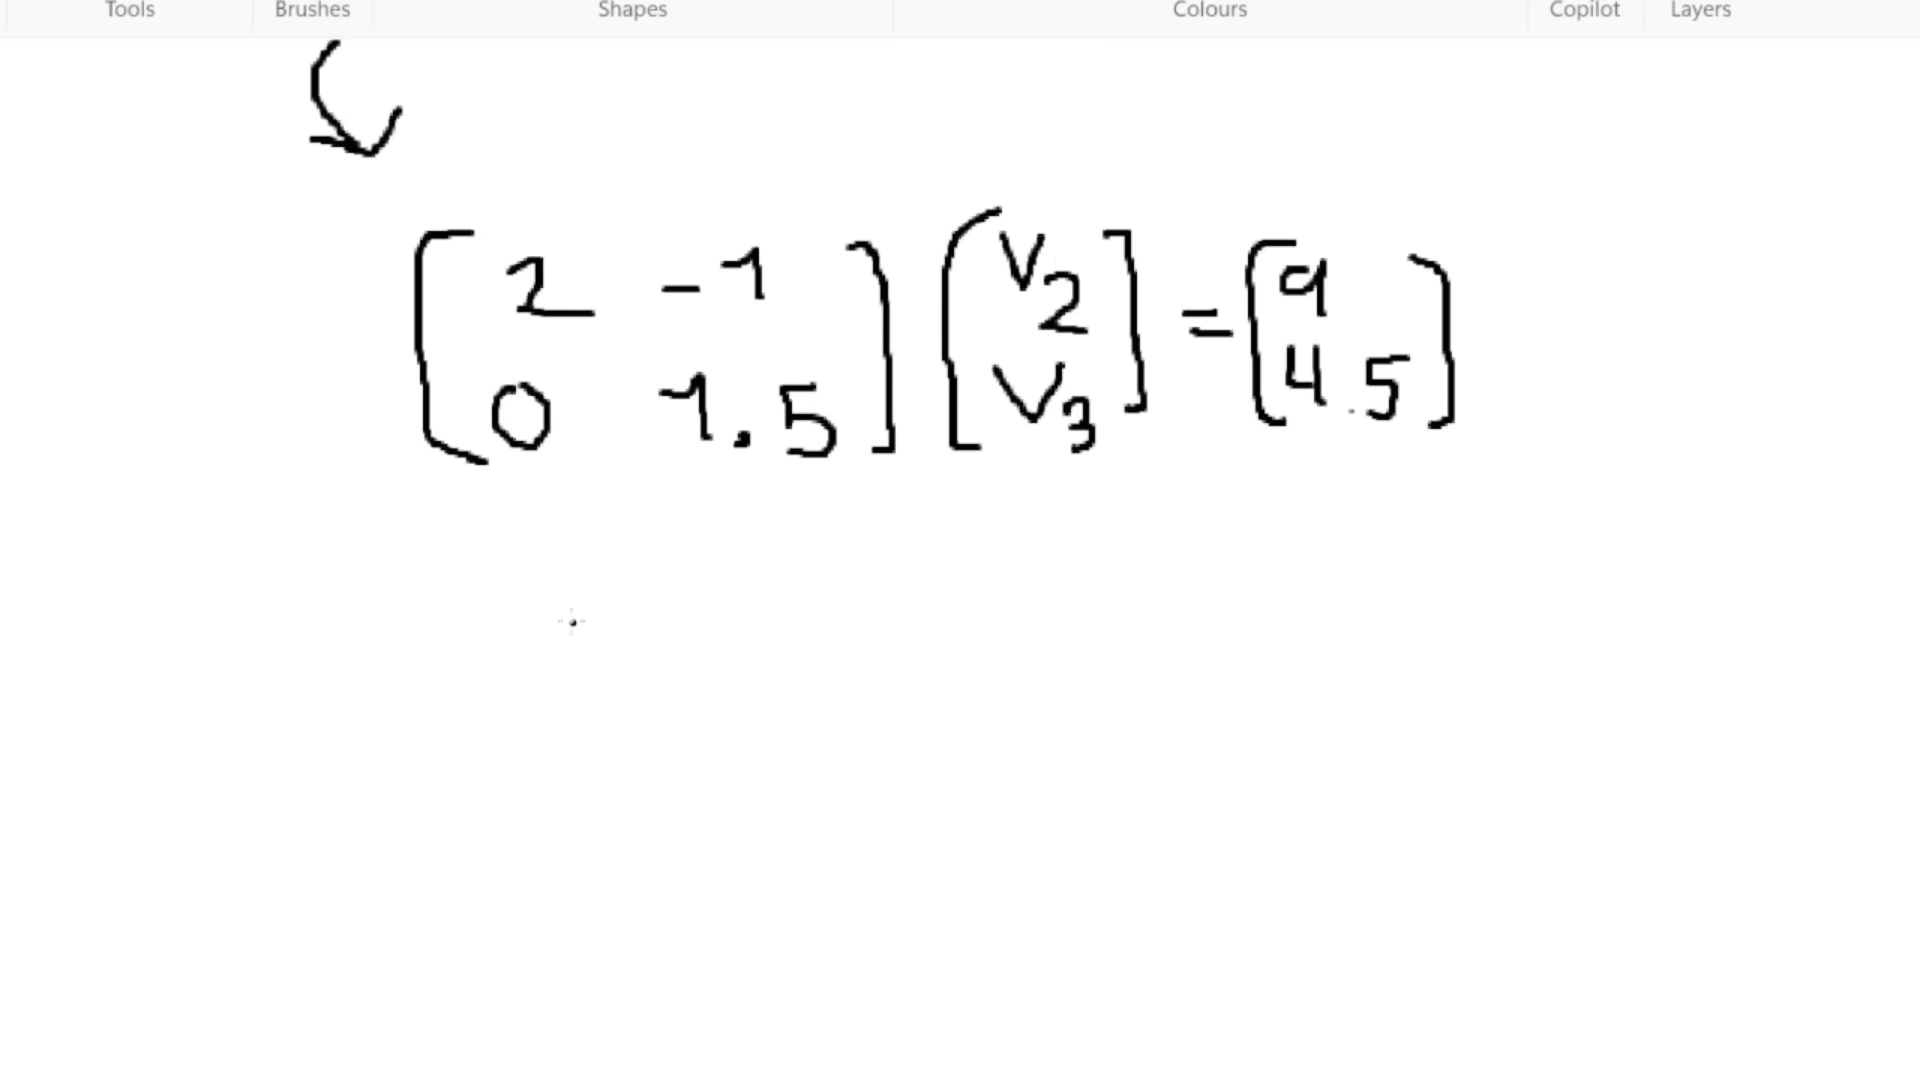 Tools Brushes Shapes Colours Copilot Layers
[2 -1] [V2] = [9]
[0 1.5] [V3] [4.5]